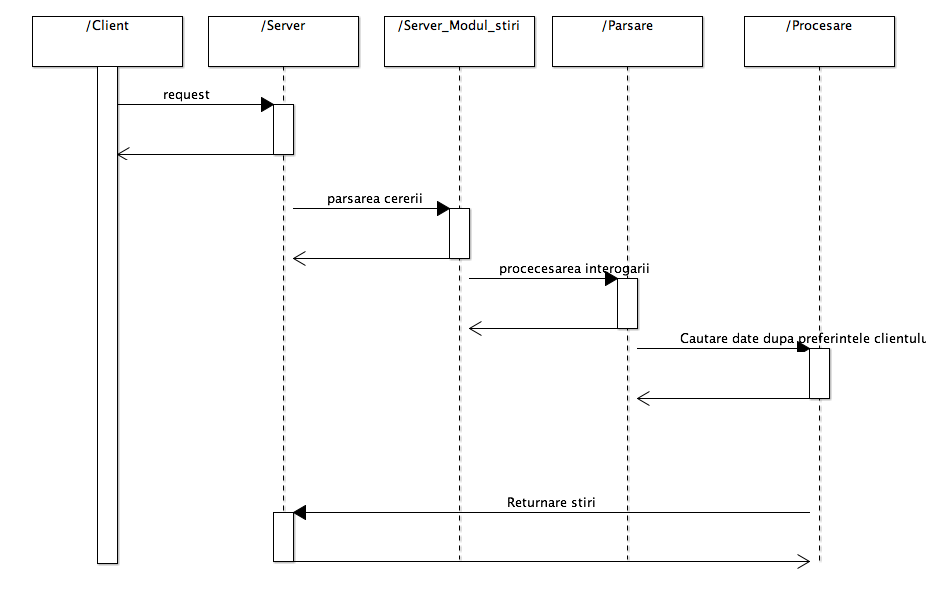 /Client
/Server
/Server_Modul_stiri
/Parsare
/Procesare
request
parsarea cererii
procecesarea interogarii
Cautare date dupa preferintele clientulu
Returnare stiri